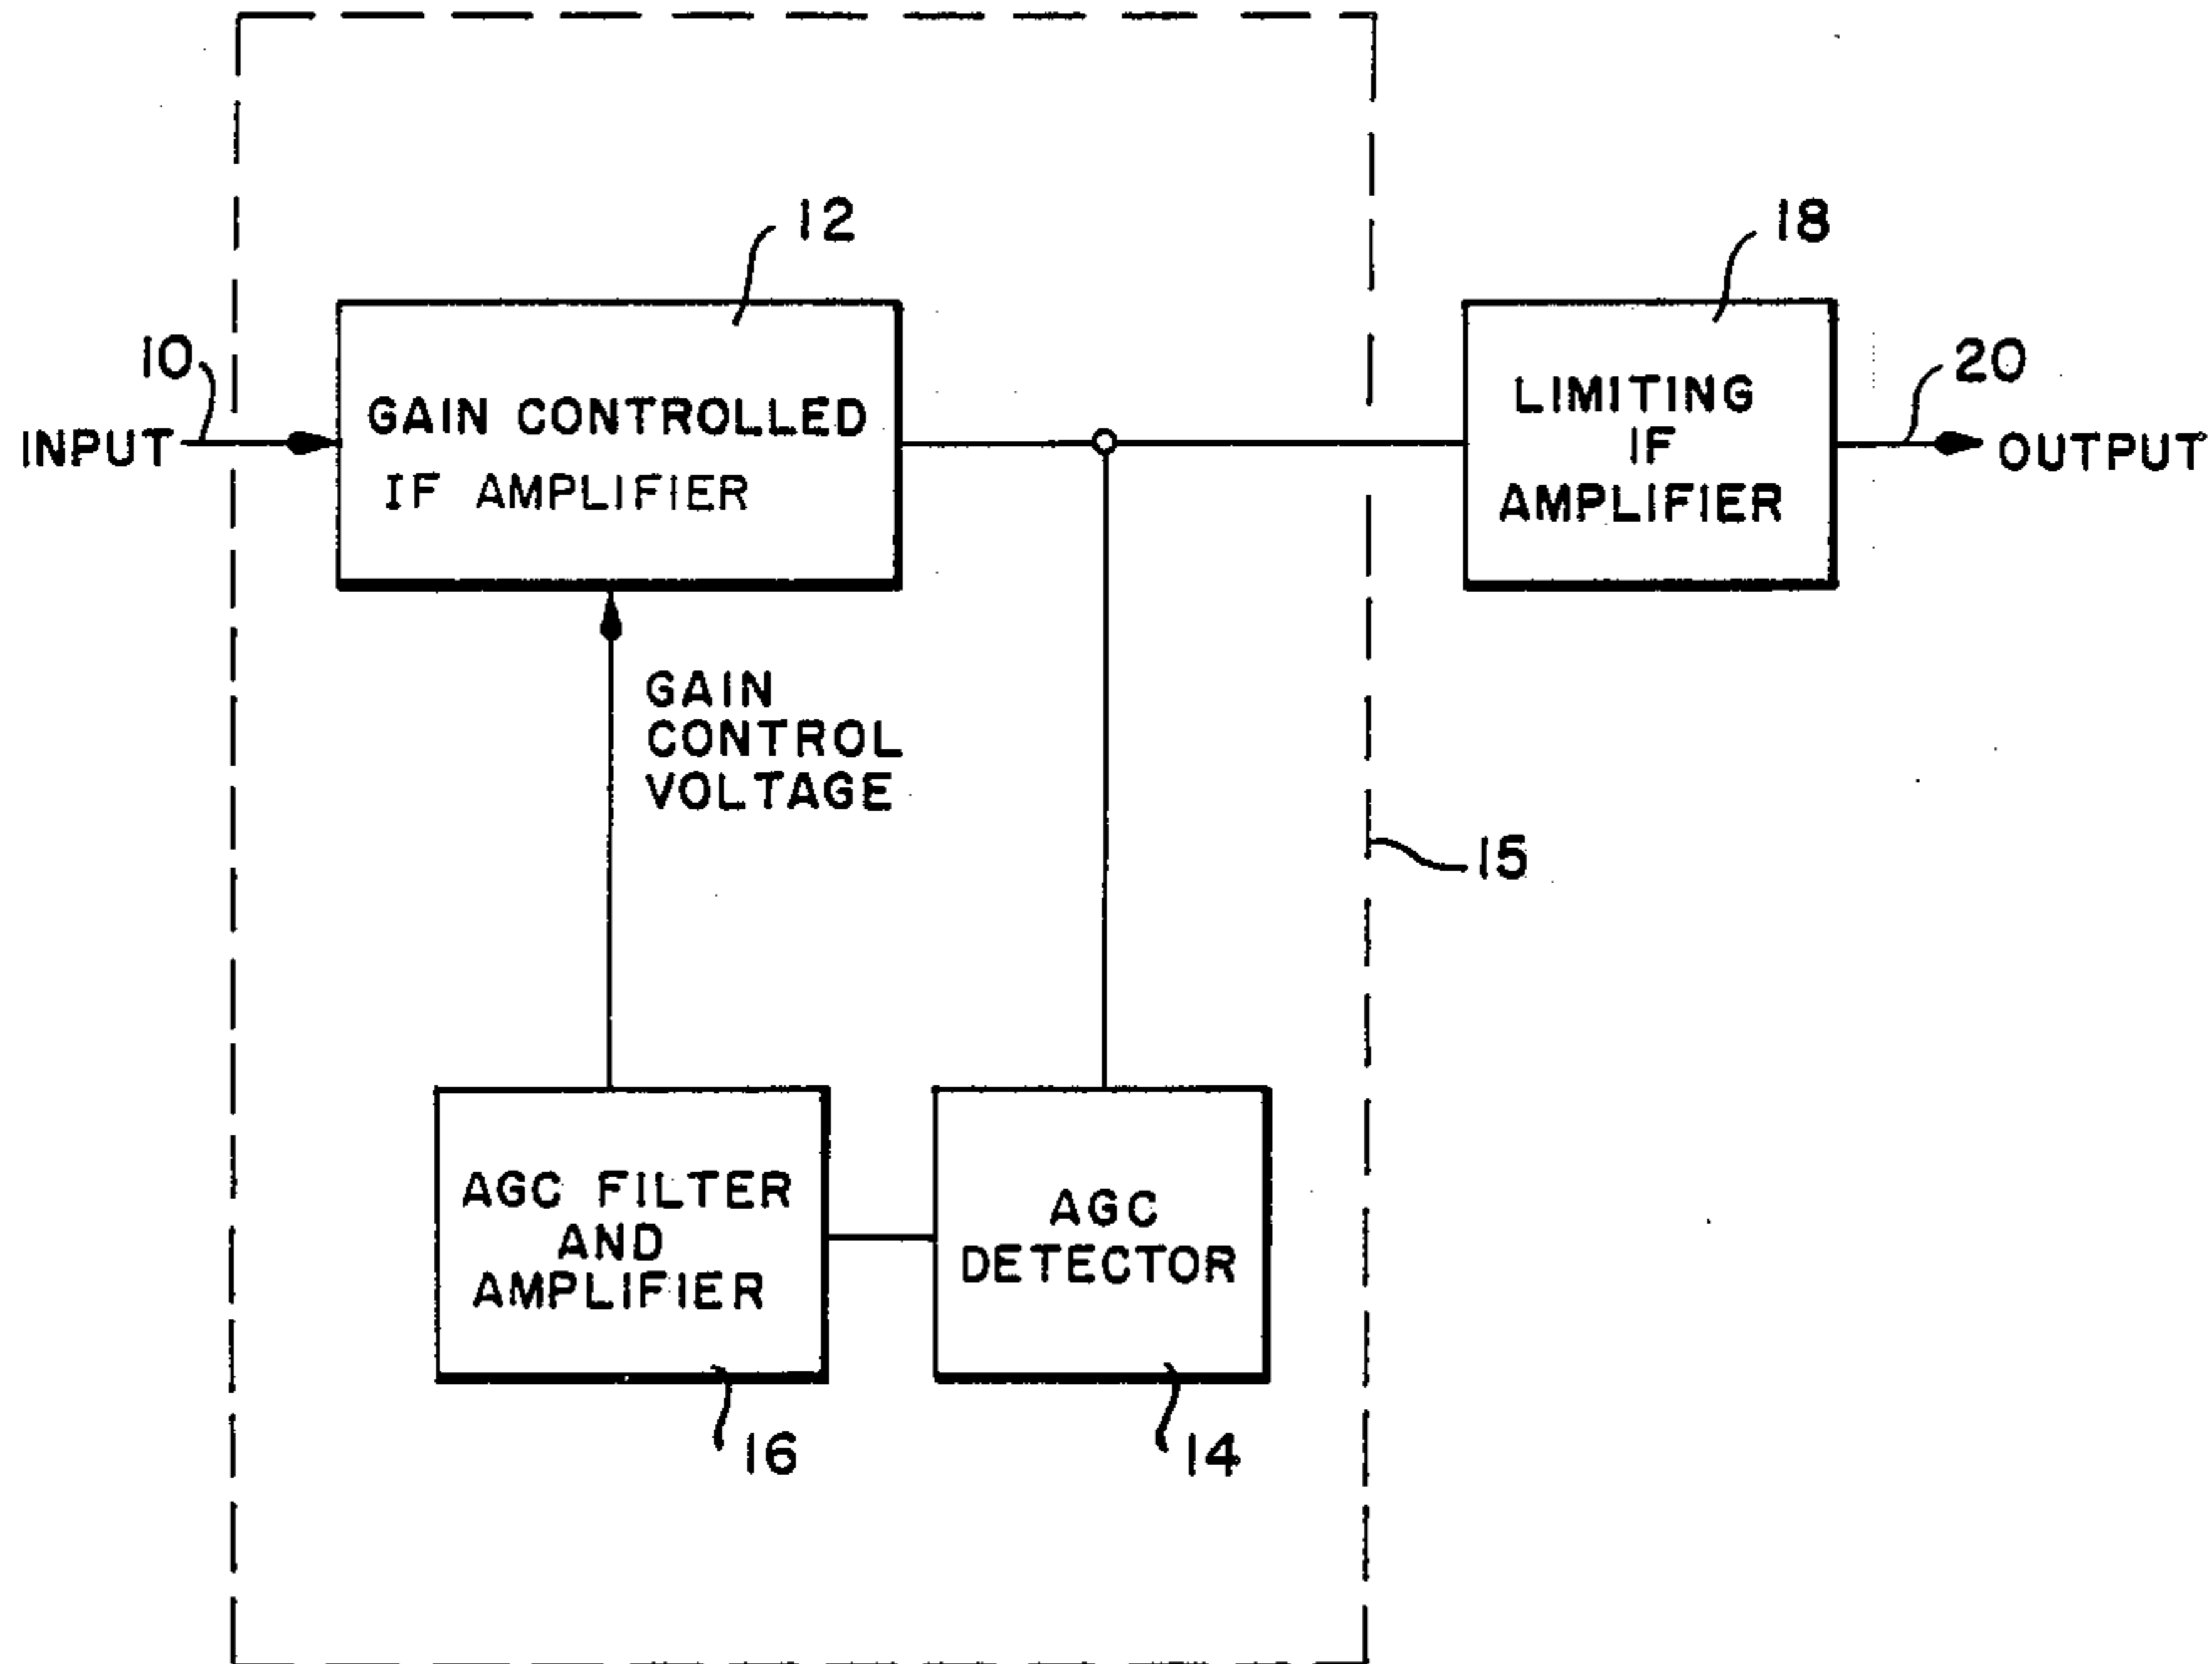 12
18
10
20
INPUT
GAIN CONTROLLED
IF AMPLIFIER
LIMITING
IF
AMPLIFIER
OUTPUT
GAIN
CONTROL
VOLTAGE
15
AGC FILTER
AND
AMPLIFIER
AGC
DETECTOR
16
14